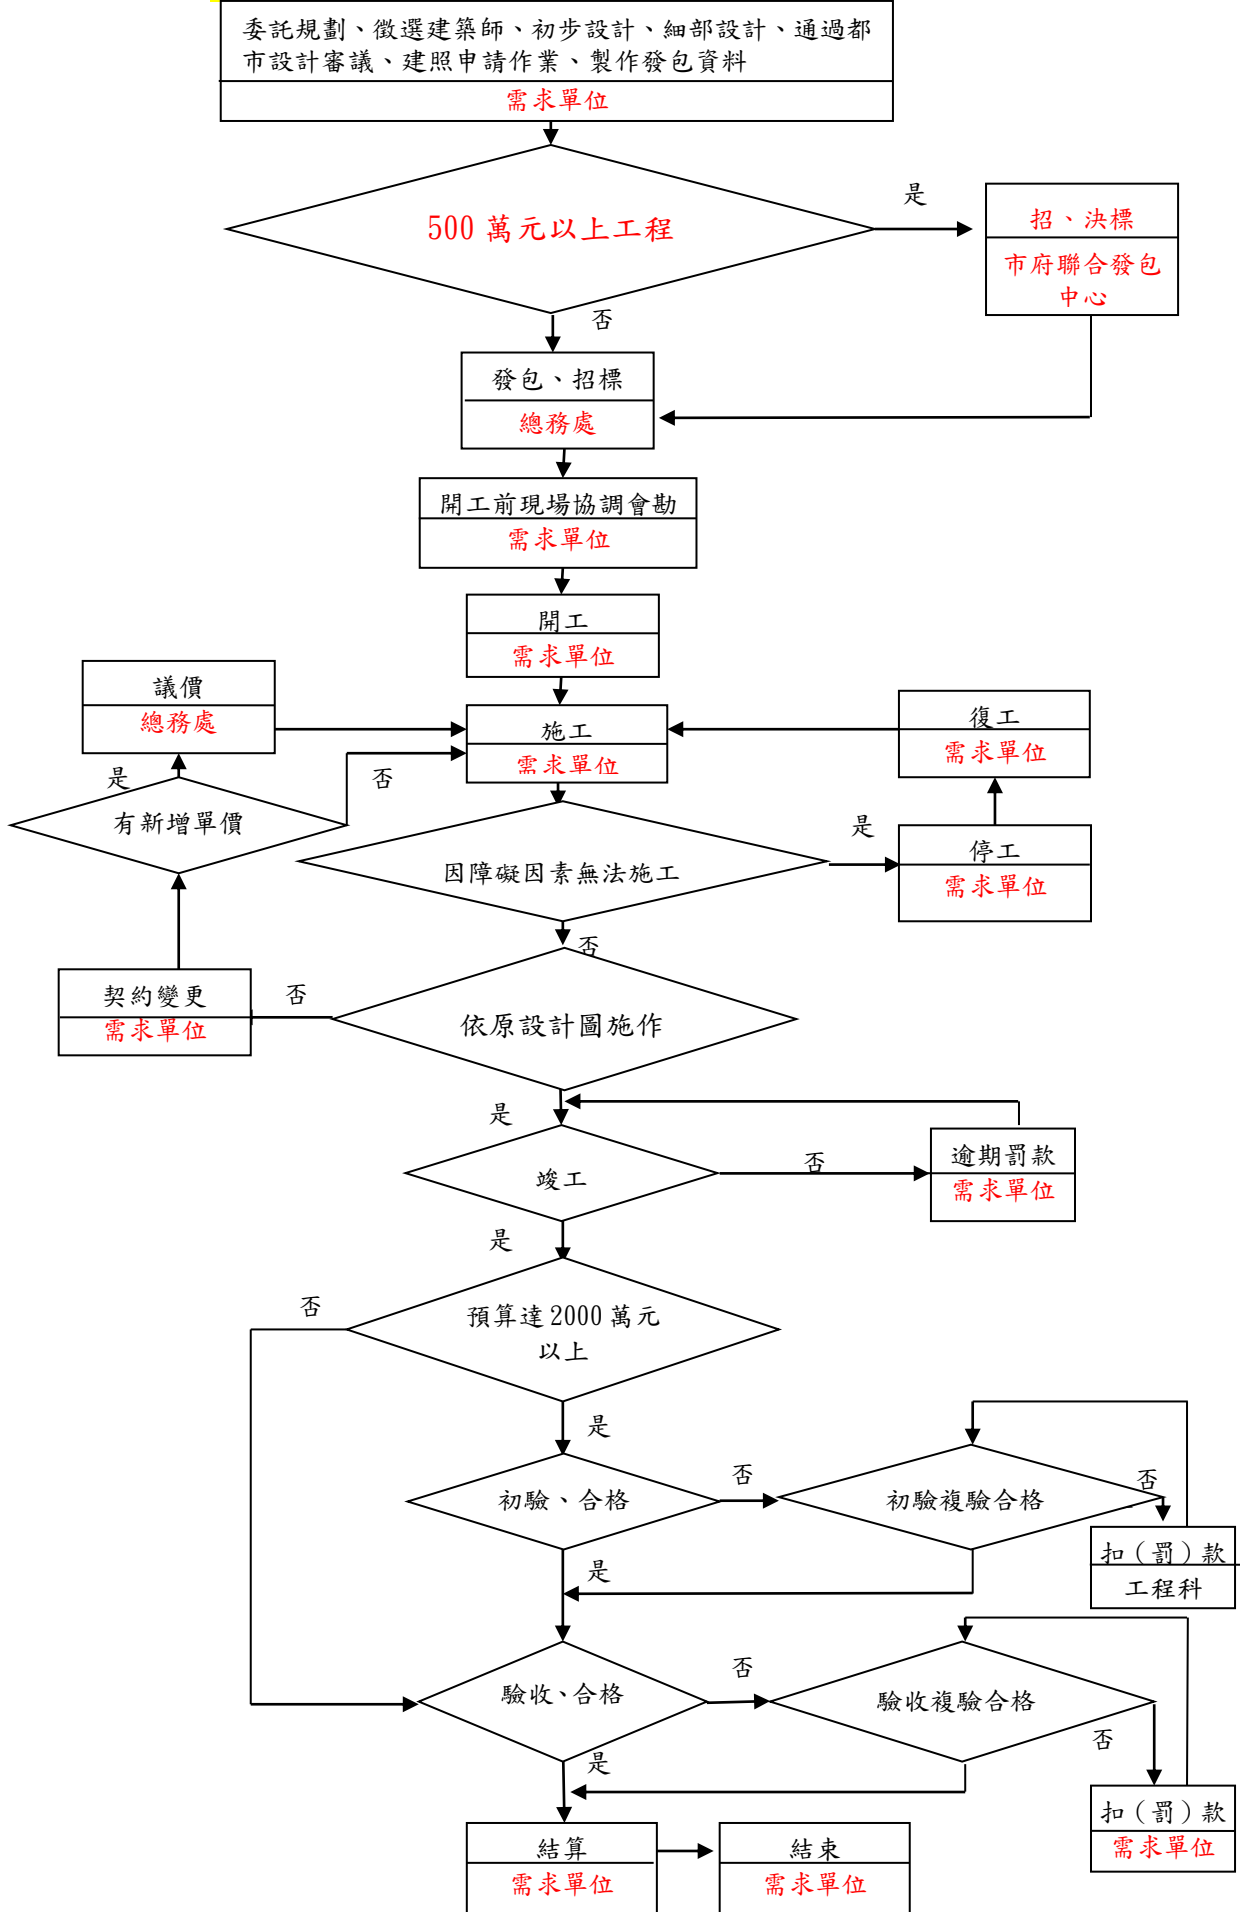 委託規劃、徵選建築師、初步設計、細部設計、通過都
市設計審議、建照申請作業、製作發包資料
需求單位
500 萬元以上工程
是
招、決標
市府聯合發包
中心
否
發包、招標
總務處
開工前現場協調會勘
需求單位
開工
需求單位
議價
總務處
施工
需求單位
復工
需求單位
是
否
有新增單價
因障礙因素無法施工
是
停工
需求單位
否
契約變更
需求單位
否
依原設計圖施作
是
竣工
否
逾期罰款
需求單位
是
否
預算達 2000 萬元
以上
是
初驗、合格
否
初驗複驗合格
否
扣（罰）款
工程科
是
驗收、合格
否
驗收複驗合格
否
扣（罰）款
需求單位
是
結算
需求單位
結束
需求單位